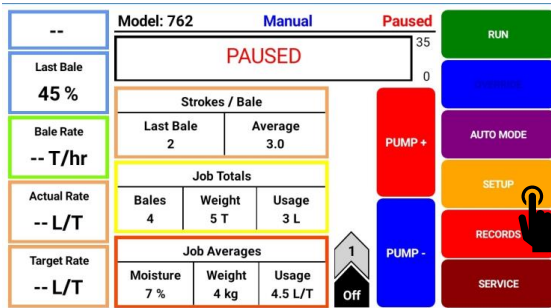 --
Last Bale
45 %
Bale Rate
-- T/hr
Actual Rate
-- L/T
Target Rate
-- L/T
Model: 762 Manual Paused
PAUSED
35
0
Strokes / Bale
Last Bale Average
2 3.0
Job Totals
Bales Weight Usage
4 5 T 3 L
Job Averages
Moisture Weight Usage
7 % 4 kg 4.5 L/T
1
Off
PUMP +
PUMP -
RUN
AUTO MODE
SETUP
RECORDS
SERVICE